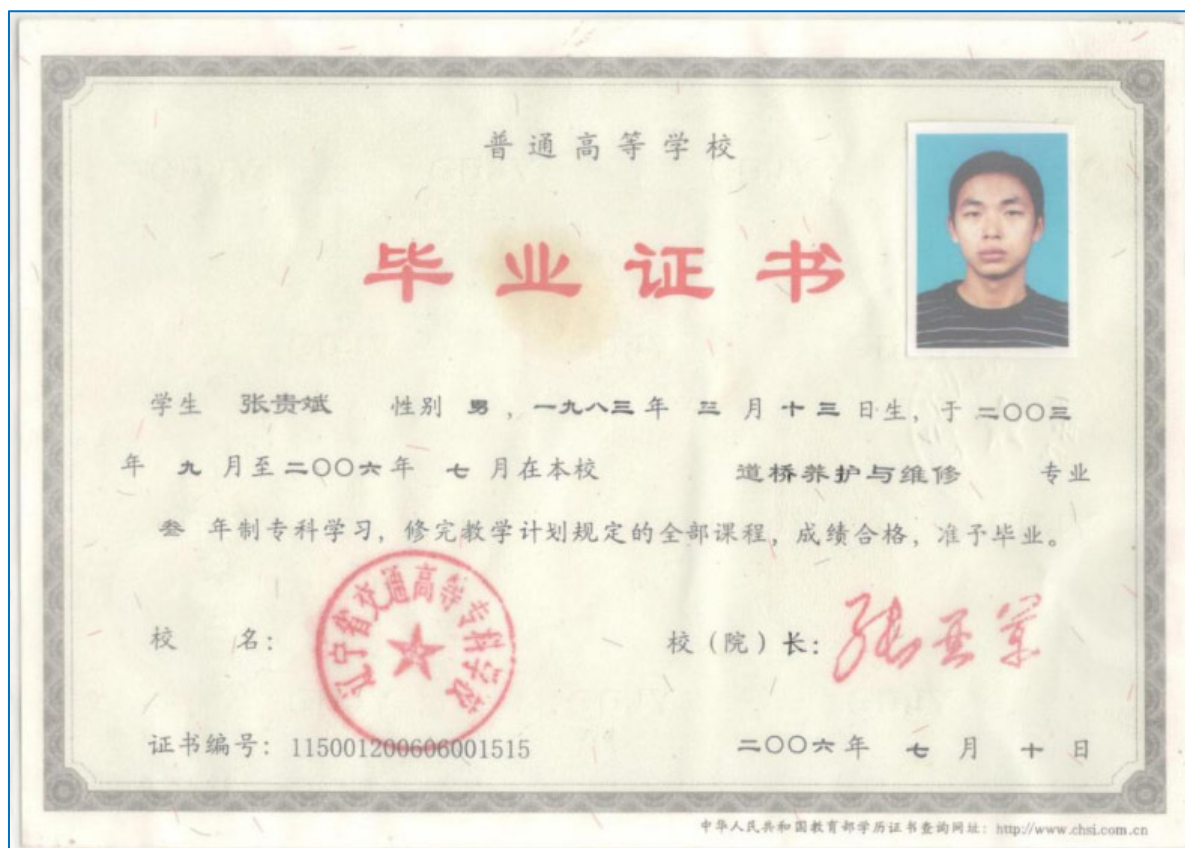 普通高等学校
毕业证书
学生 张贵斌 性别 男，一九八三年 三 月 十三 日生，于 二〇〇三
年 九 月至二〇〇六年 七 月在本校 道桥养护与维修 专业
叁 年制专科学习，修完教学计划规定的全部课程，成绩合格，准予毕业。
辽宁省交通高等专科学校
校 名： 校（院）长：张亚军
证书编号：115001200606001515 二〇〇六年 七 月 十 日
中华人民共和国教育部学历证书查询网址：http://www.chsi.com.cn